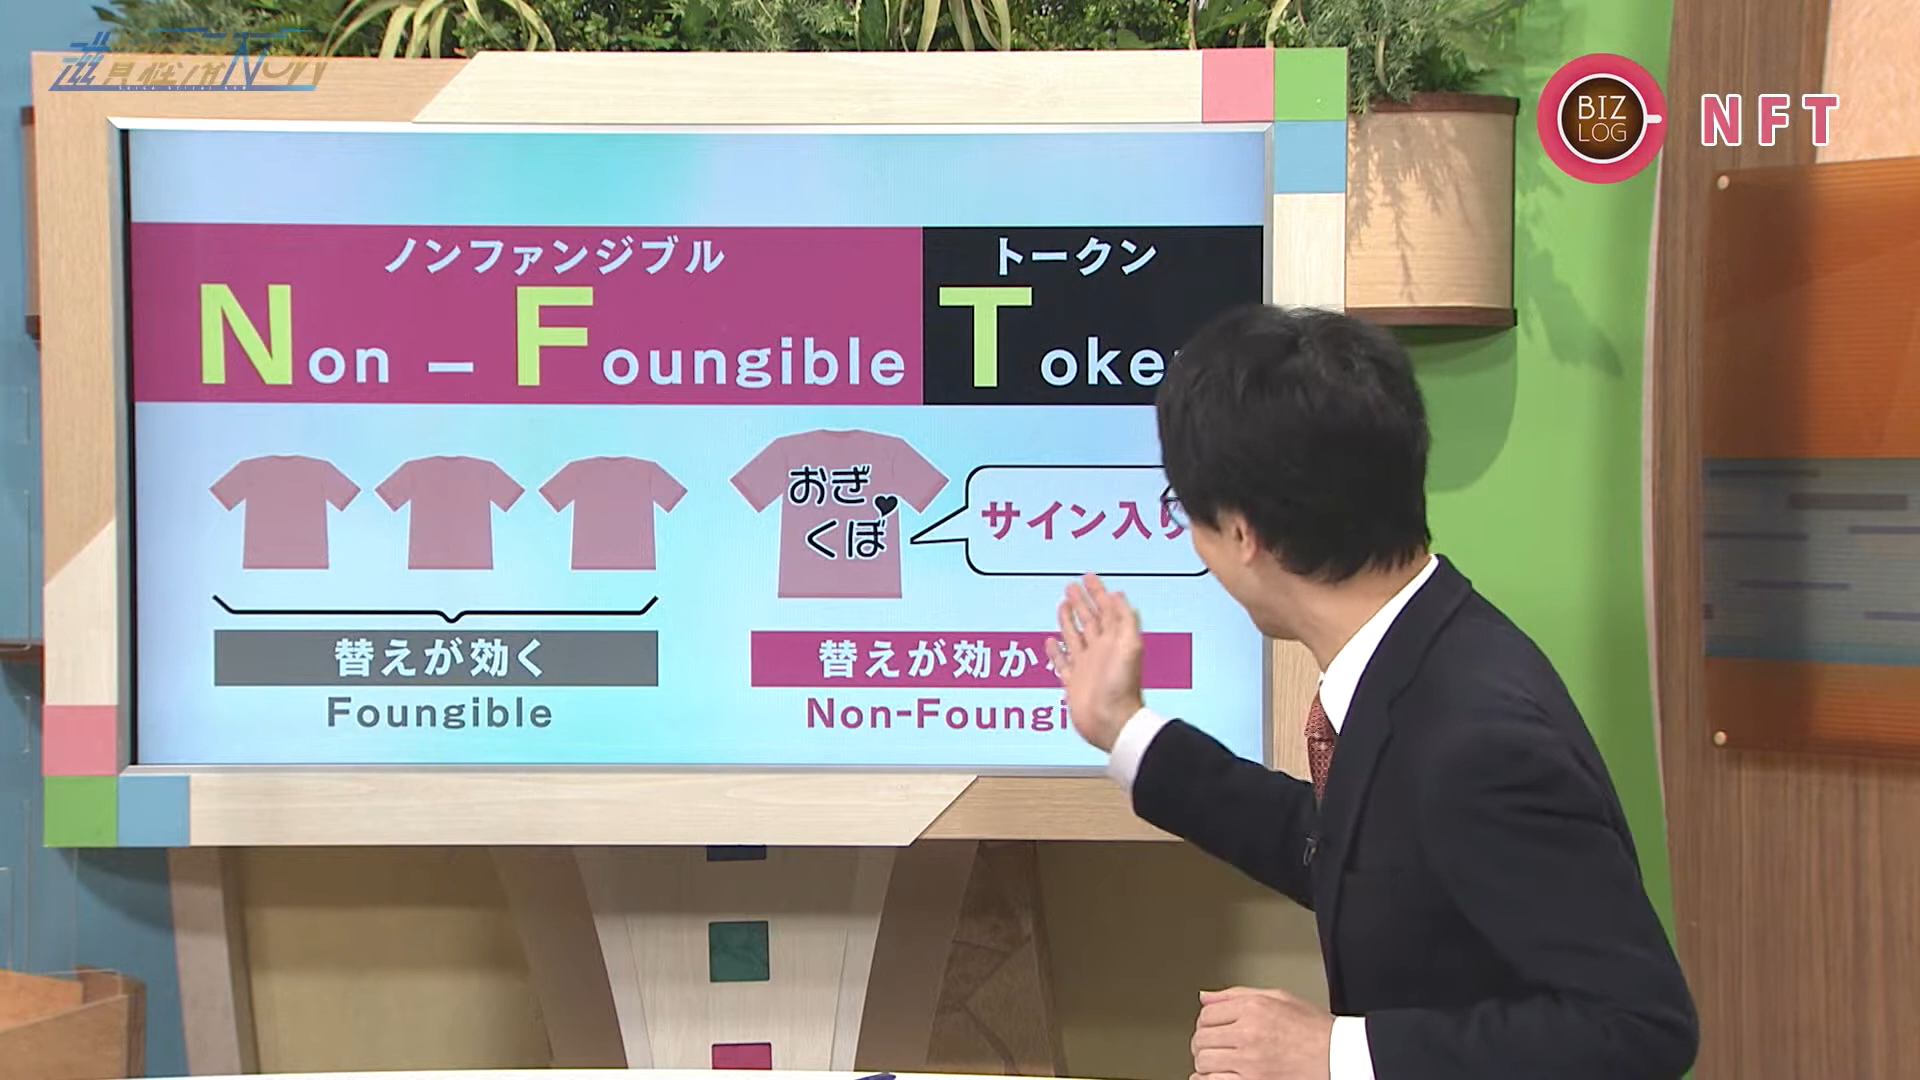 BIZ
LOG
NFT
ノンファンジブル
トークン
Non – Foungible
Toke
おぎ
くぼ
サイン入り
替えが効く
Foungible
替えが効か
Non-Foungi